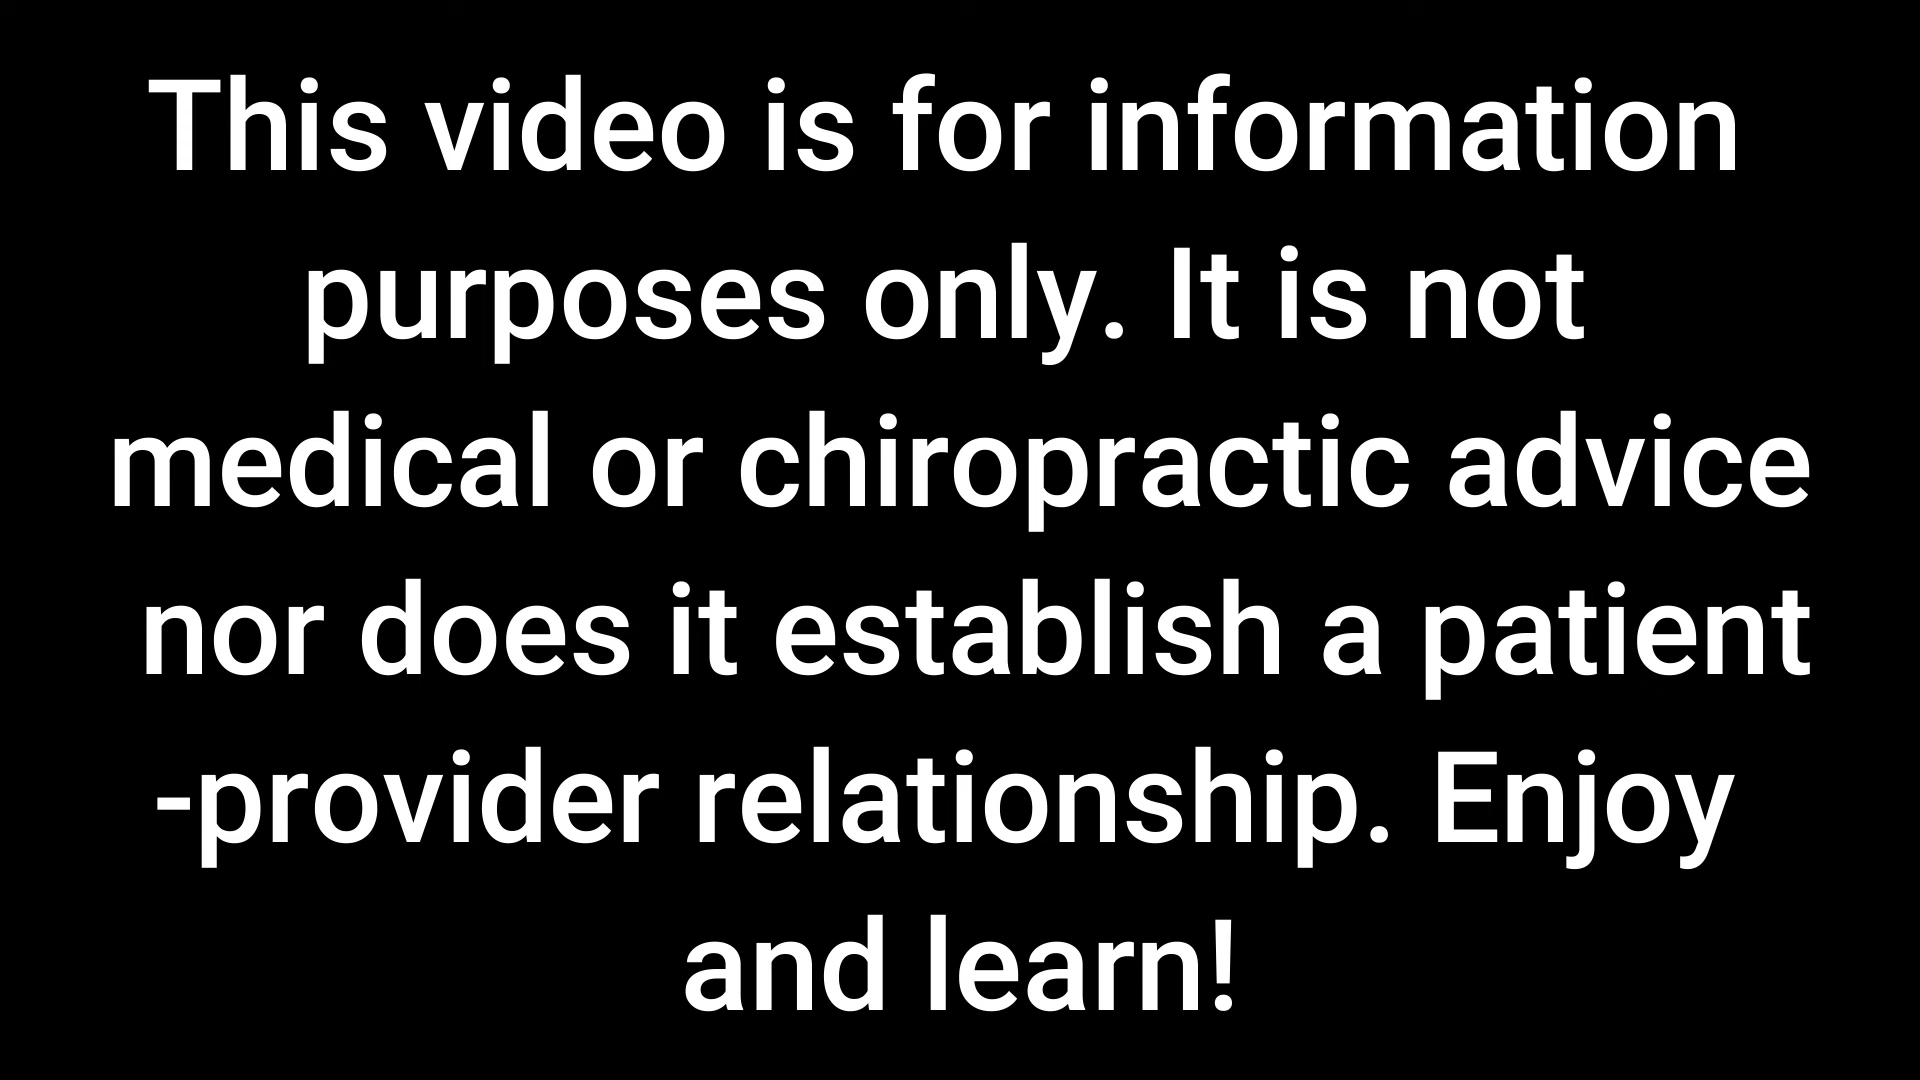 This video is for information
purposes only. It is not
medical or chiropractic advice
nor does it establish a patient
-provider relationship. Enjoy
and learn!